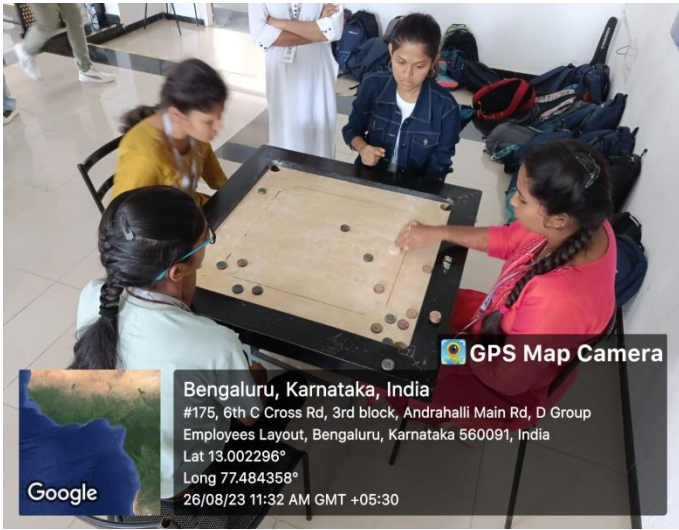 GPS Map Camera
Bengaluru, Karnataka, India
#175, 6th C Cross Rd, 3rd block, Andrahalli Main Rd, D Group
Employees Layout, Bengaluru, Karnataka 560091, India
Lat 13.002296°
Long 77.484358°
26/08/23 11:32 AM GMT +05:30
Google